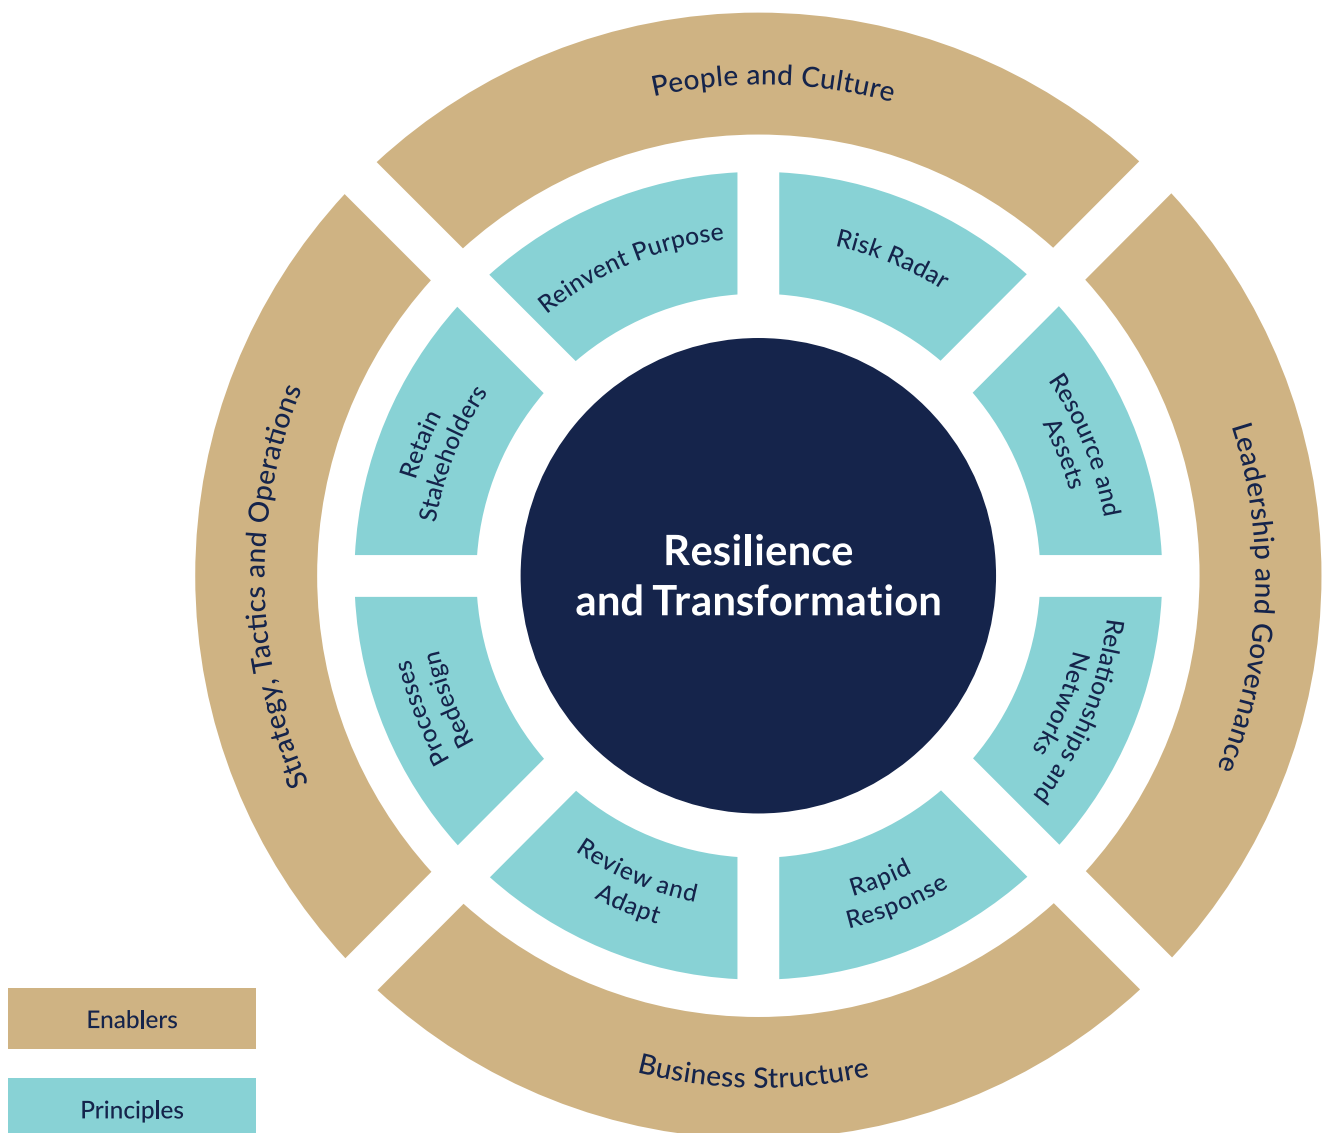 People and Culture
Reinvent Purpose
Risk Radar
Resource and
Assets
Leadership and Governance
Relationships and
Networks
Rapid
Response
Business Structure
Review and
Adapt
Redesign
Processes
Strategy, Tactics and Operations
Retain
Stakeholders
Resilience
and Transformation
Enablers
Principles